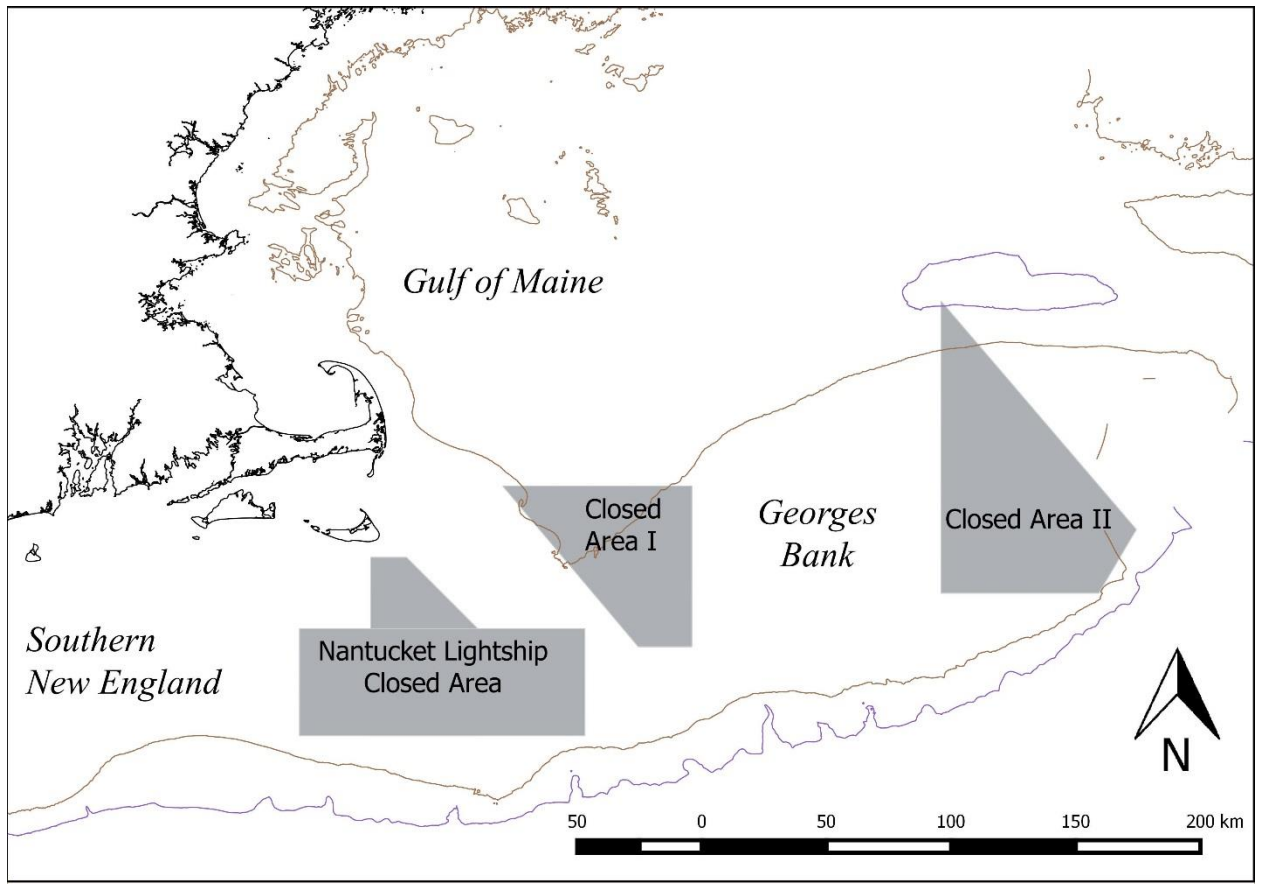 Gulf of Maine
Closed
Area I
Georges
Bank
Closed Area II
Southern
New England
Nantucket Lightship
Closed Area
N
50 0 50 100 150 200 km